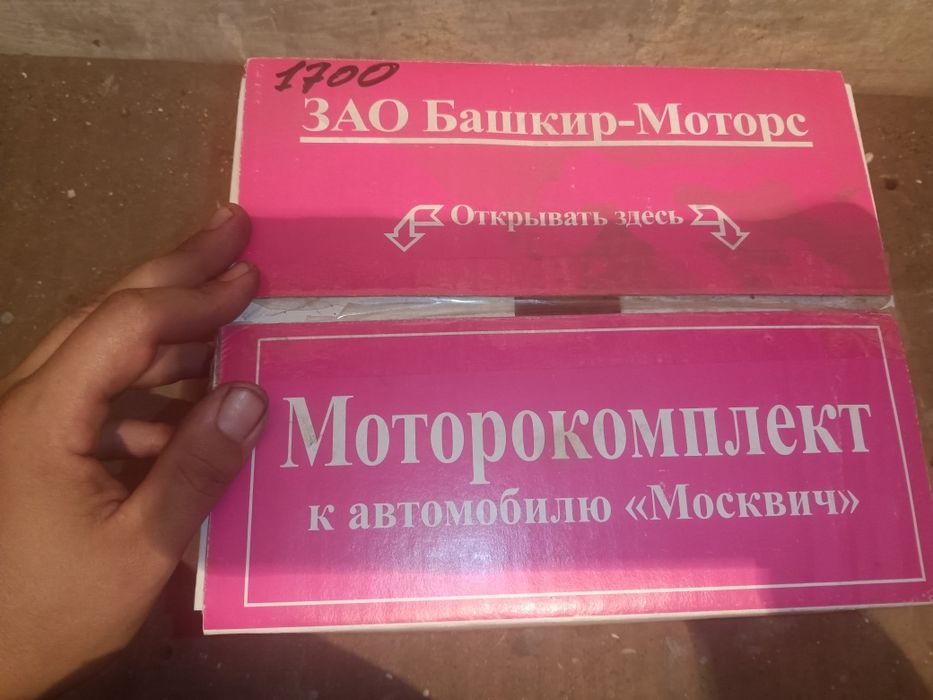 1700
ЗАО Башкир-Моторс
Открывать здесь
Моторокомплект
к автомобилю «Москвич»